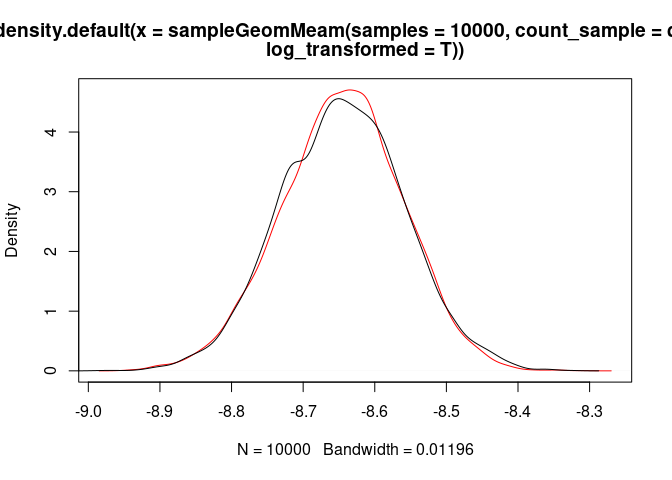 density.default(x = sampleGeomMeam(samples = 10000, count_sample = 
log_transformed = T))
Density
4
3
2
1
0
-9.0 -8.9 -8.8 -8.7 -8.6 -8.5 -8.4 -8.3
N = 10000 Bandwidth = 0.01196